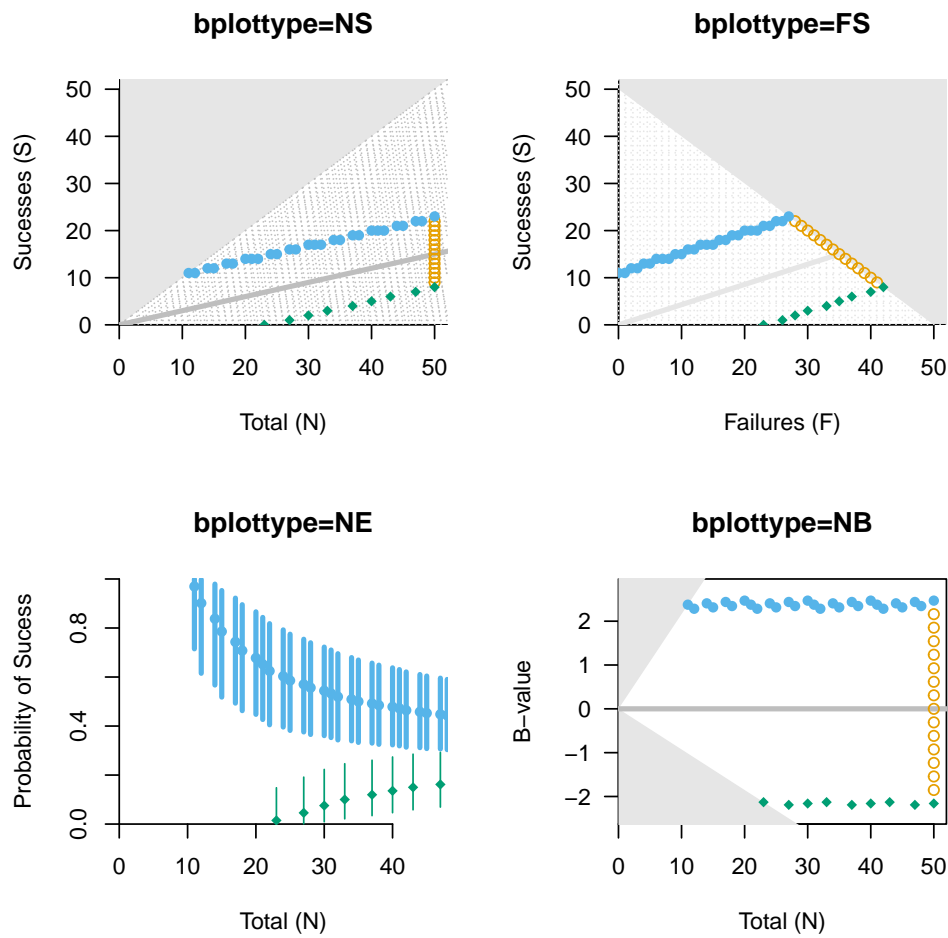 bplottype=NS
Sucesses (S)
50
40
30
20
10
0
0 10 20 30 40 50
Total (N)
bplottype=FS
Sucesses (S)
50
40
30
20
10
0
0 10 20 30 40 50
Failures (F)
bplottype=NE
Probability of Sucess
0.8
0.4
0.0
0 10 20 30 40
Total (N)
bplottype=NB
B−value
2
1
0
−1
−2
0 10 20 30 40 50
Total (N)